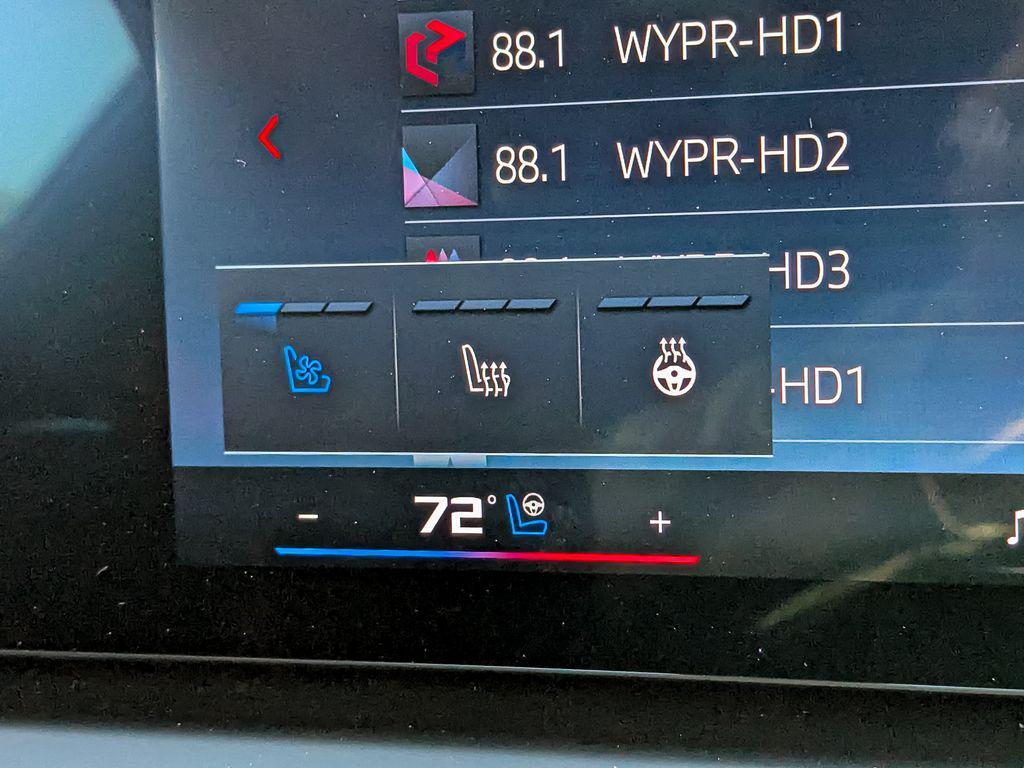 88.1 WYPR-HD1
88.1 WYPR-HD2
HD3
-HD1
- 72° +